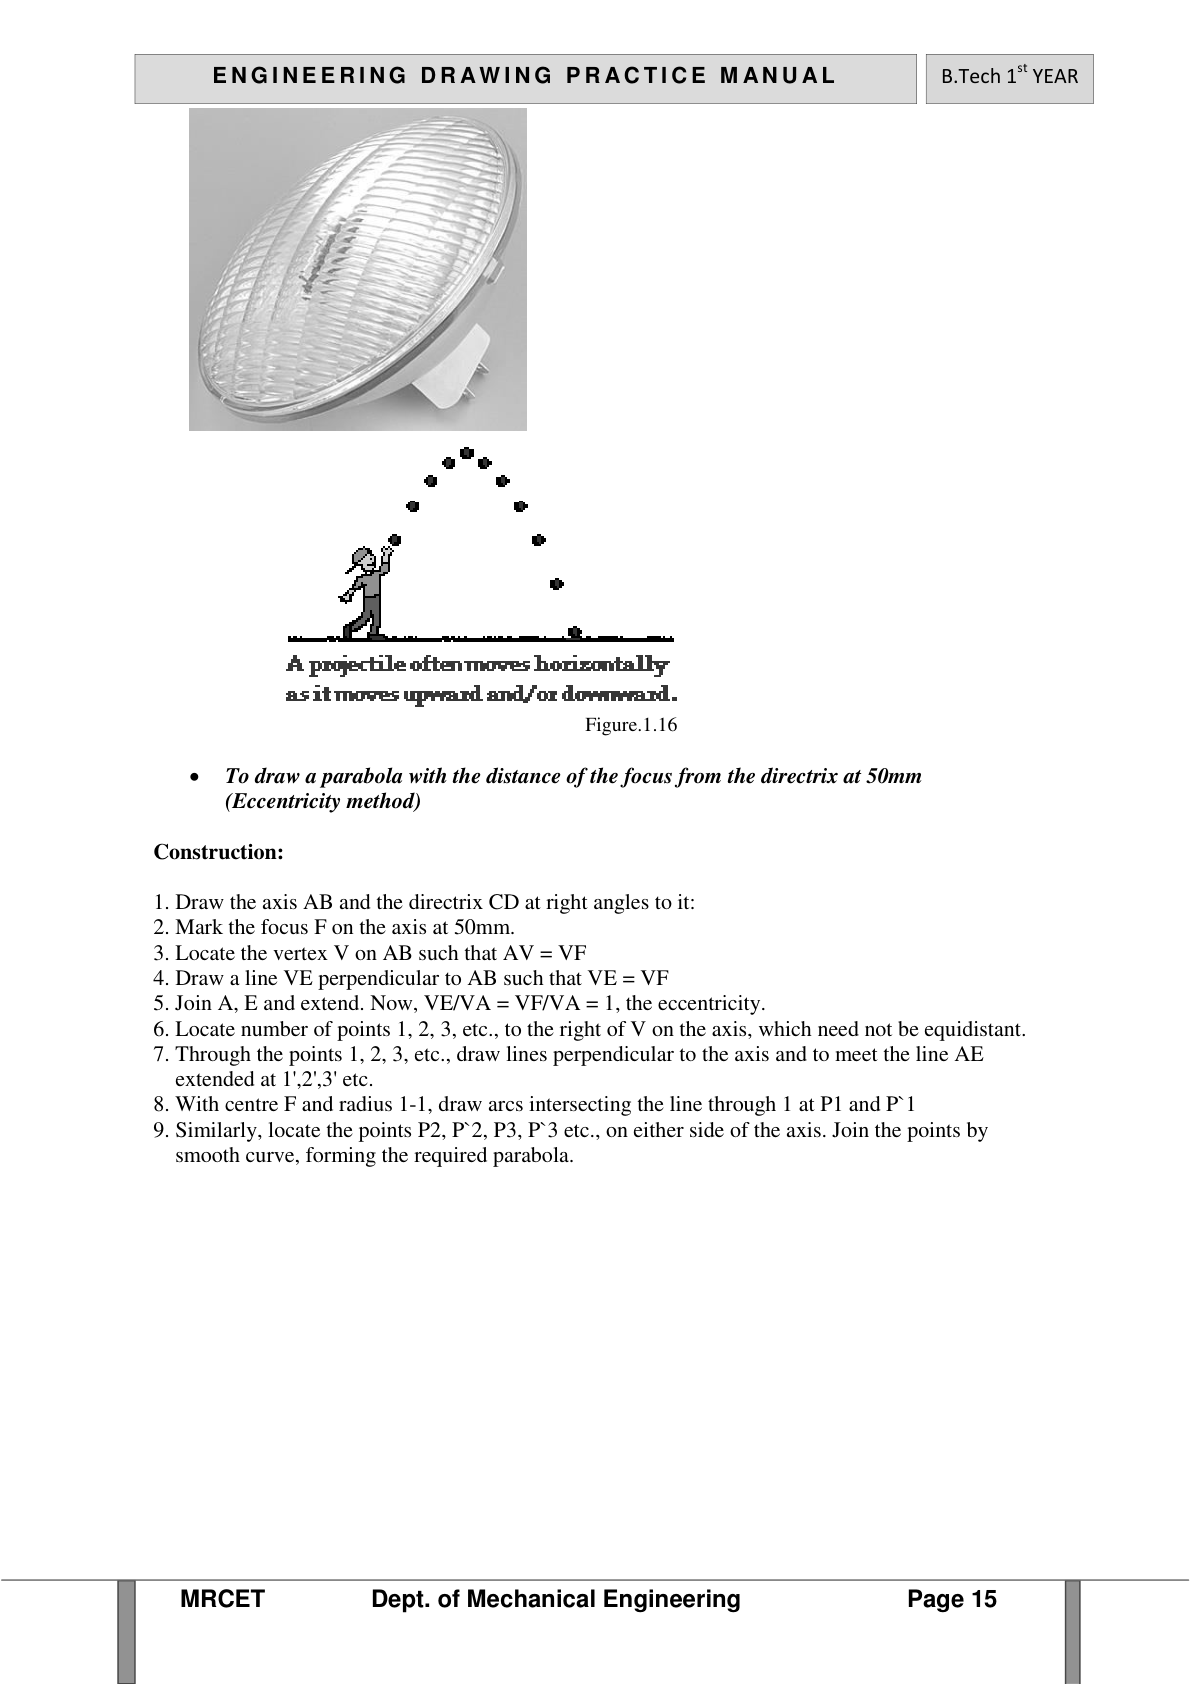 ENGINEERING DRAWING PRACTICE MANUAL
B.Tech 1st YEAR
A projectile often moves horizontally
as it moves upward and/or downward.
Figure.1.16
• To draw a parabola with the distance of the focus from the directrix at 50mm
(Eccentricity method)
Construction:
1. Draw the axis AB and the directrix CD at right angles to it:
2. Mark the focus F on the axis at 50mm.
3. Locate the vertex V on AB such that AV = VF
4. Draw a line VE perpendicular to AB such that VE = VF
5. Join A, E and extend. Now, VE/VA = VF/VA = 1, the eccentricity.
6. Locate number of points 1, 2, 3, etc., to the right of V on the axis, which need not be equidistant.
7. Through the points 1, 2, 3, etc., draw lines perpendicular to the axis and to meet the line AE
extended at 1',2',3' etc.
8. With centre F and radius 1-1, draw arcs intersecting the line through 1 at P1 and P`1
9. Similarly, locate the points P2, P`2, P3, P`3 etc., on either side of the axis. Join the points by
smooth curve, forming the required parabola.
MRCET Dept. of Mechanical Engineering Page 15